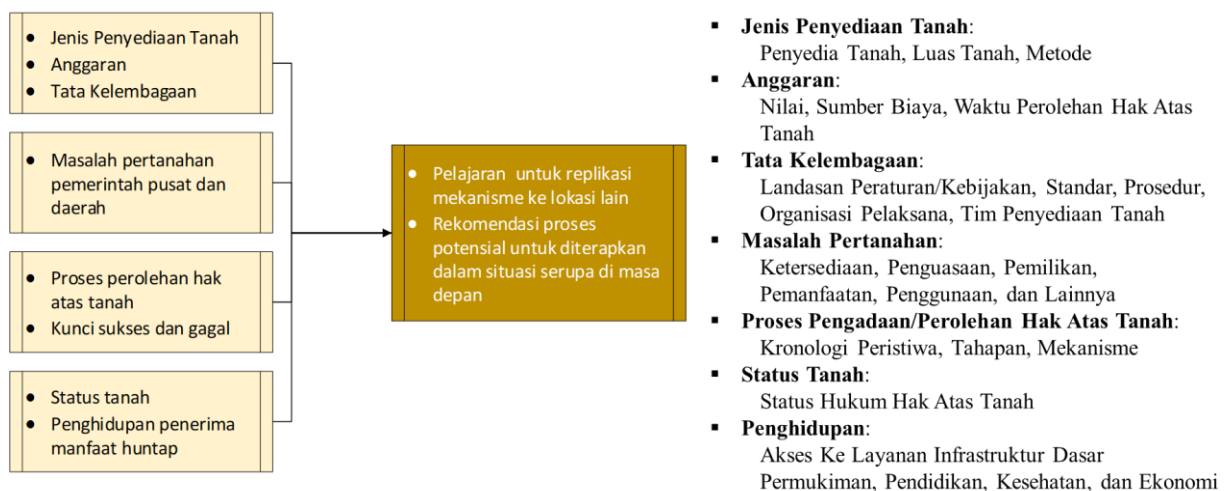 ● Jenis Penyediaan Tanah
● Anggaran
● Tata Kelembagaan
● Masalah pertanahan
pemerintah pusat dan
daerah
● Proses perolehan hak
atas tanah
● Kunci sukses dan gagal
● Status tanah
● Penghidupan penerima
manfaat huntap
● Pelajaran untuk replikasi
mekanisme ke lokasi lain
● Rekomendasi proses
potensial untuk diterapkan
dalam situasi serupa di masa
depan
▪ Jenis Penyediaan Tanah:
Penyedia Tanah, Luas Tanah, Metode
▪ Anggaran:
Nilai, Sumber Biaya, Waktu Perolehan Hak Atas
Tanah
▪ Tata Kelembagaan:
Landasan Peraturan/Kebijakan, Standar, Prosedur,
Organisasi Pelaksana, Tim Penyediaan Tanah
▪ Masalah Pertanahan:
Ketersediaan, Penguasaan, Pemilikan,
Pemanfaatan, Penggunaan, dan Lainnya
▪ Proses Pengadaan/Perolehan Hak Atas Tanah:
Kronologi Peristiwa, Tahapan, Mekanisme
▪ Status Tanah:
Status Hukum Hak Atas Tanah
▪ Penghidupan:
Akses Ke Layanan Infrastruktur Dasar
Permukiman, Pendidikan, Kesehatan, dan Ekonomi